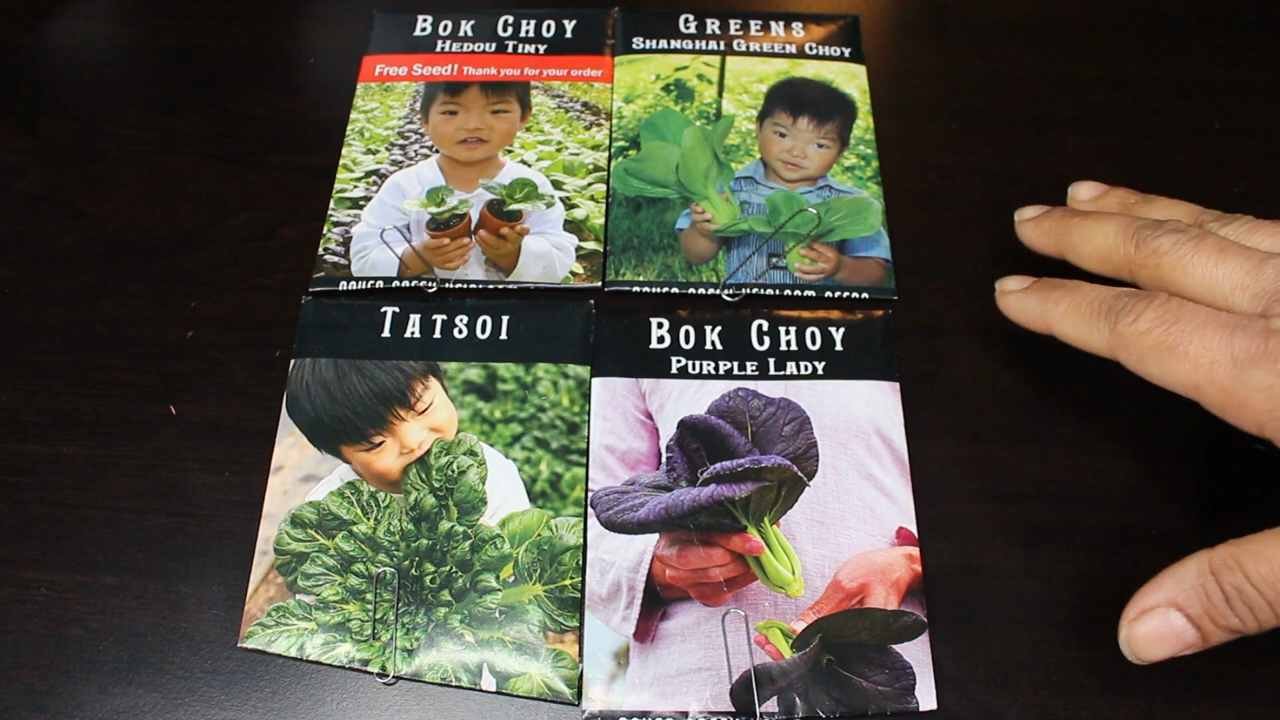 BOK CHOY
HEDOU TINY
Free Seed! Thank you for your order
GREENS
SHANGHAI GREEN CHOY
TATSOI
BOK CHOY
PURPLE LADY